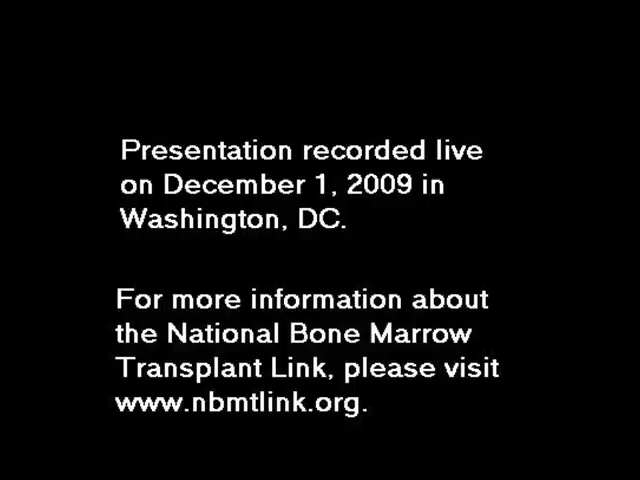 Presentation recorded live
on December 1, 2009 in
Washington, DC.
For more information about
the National Bone Marrow
Transplant Link, please visit
www.nbmtlink.org.